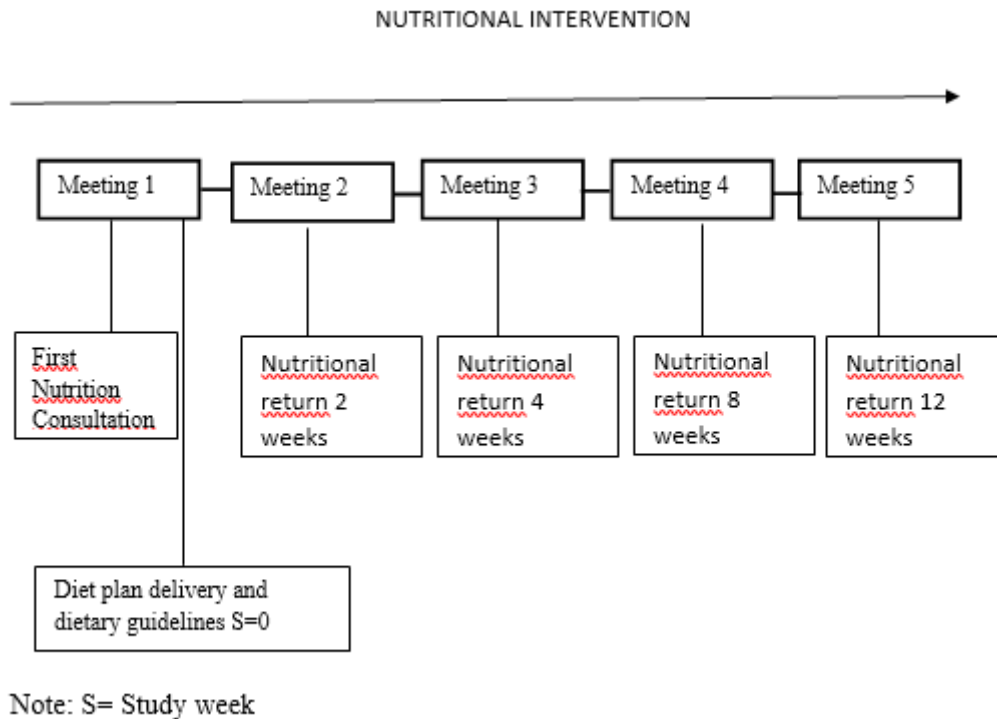 NUTRITIONAL INTERVENTION
Meeting 1
Meeting 2
Meeting 3
Meeting 4
Meeting 5
First
Nutrition
Consultation
Nutritional
return 2
weeks
Nutritional
return 4
weeks
Nutritional
return 8
weeks
Nutritional
return 12
weeks
Diet plan delivery and
dietary guidelines S=0
Note: S= Study week